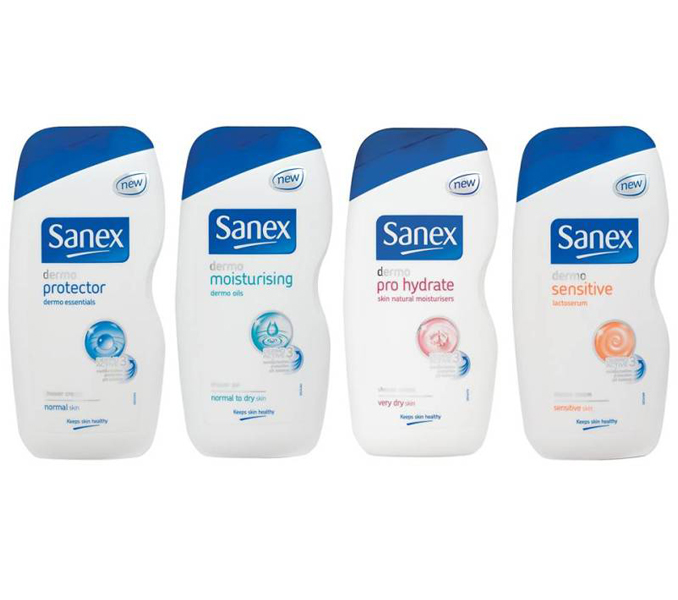 new
Sanex
dermo
protector
dermo essentials
normal skin
Keeps skin healthy
new
Sanex
dermo
moisturising
dermo oils
normal to dry skin
Keeps skin healthy
new
Sanex
dermo
pro hydrate
skin natural moisturisers
very dry skin
Keeps skin healthy
new
Sanex
dermo
sensitive
lactoserum
sensitive skin
Keeps skin healthy